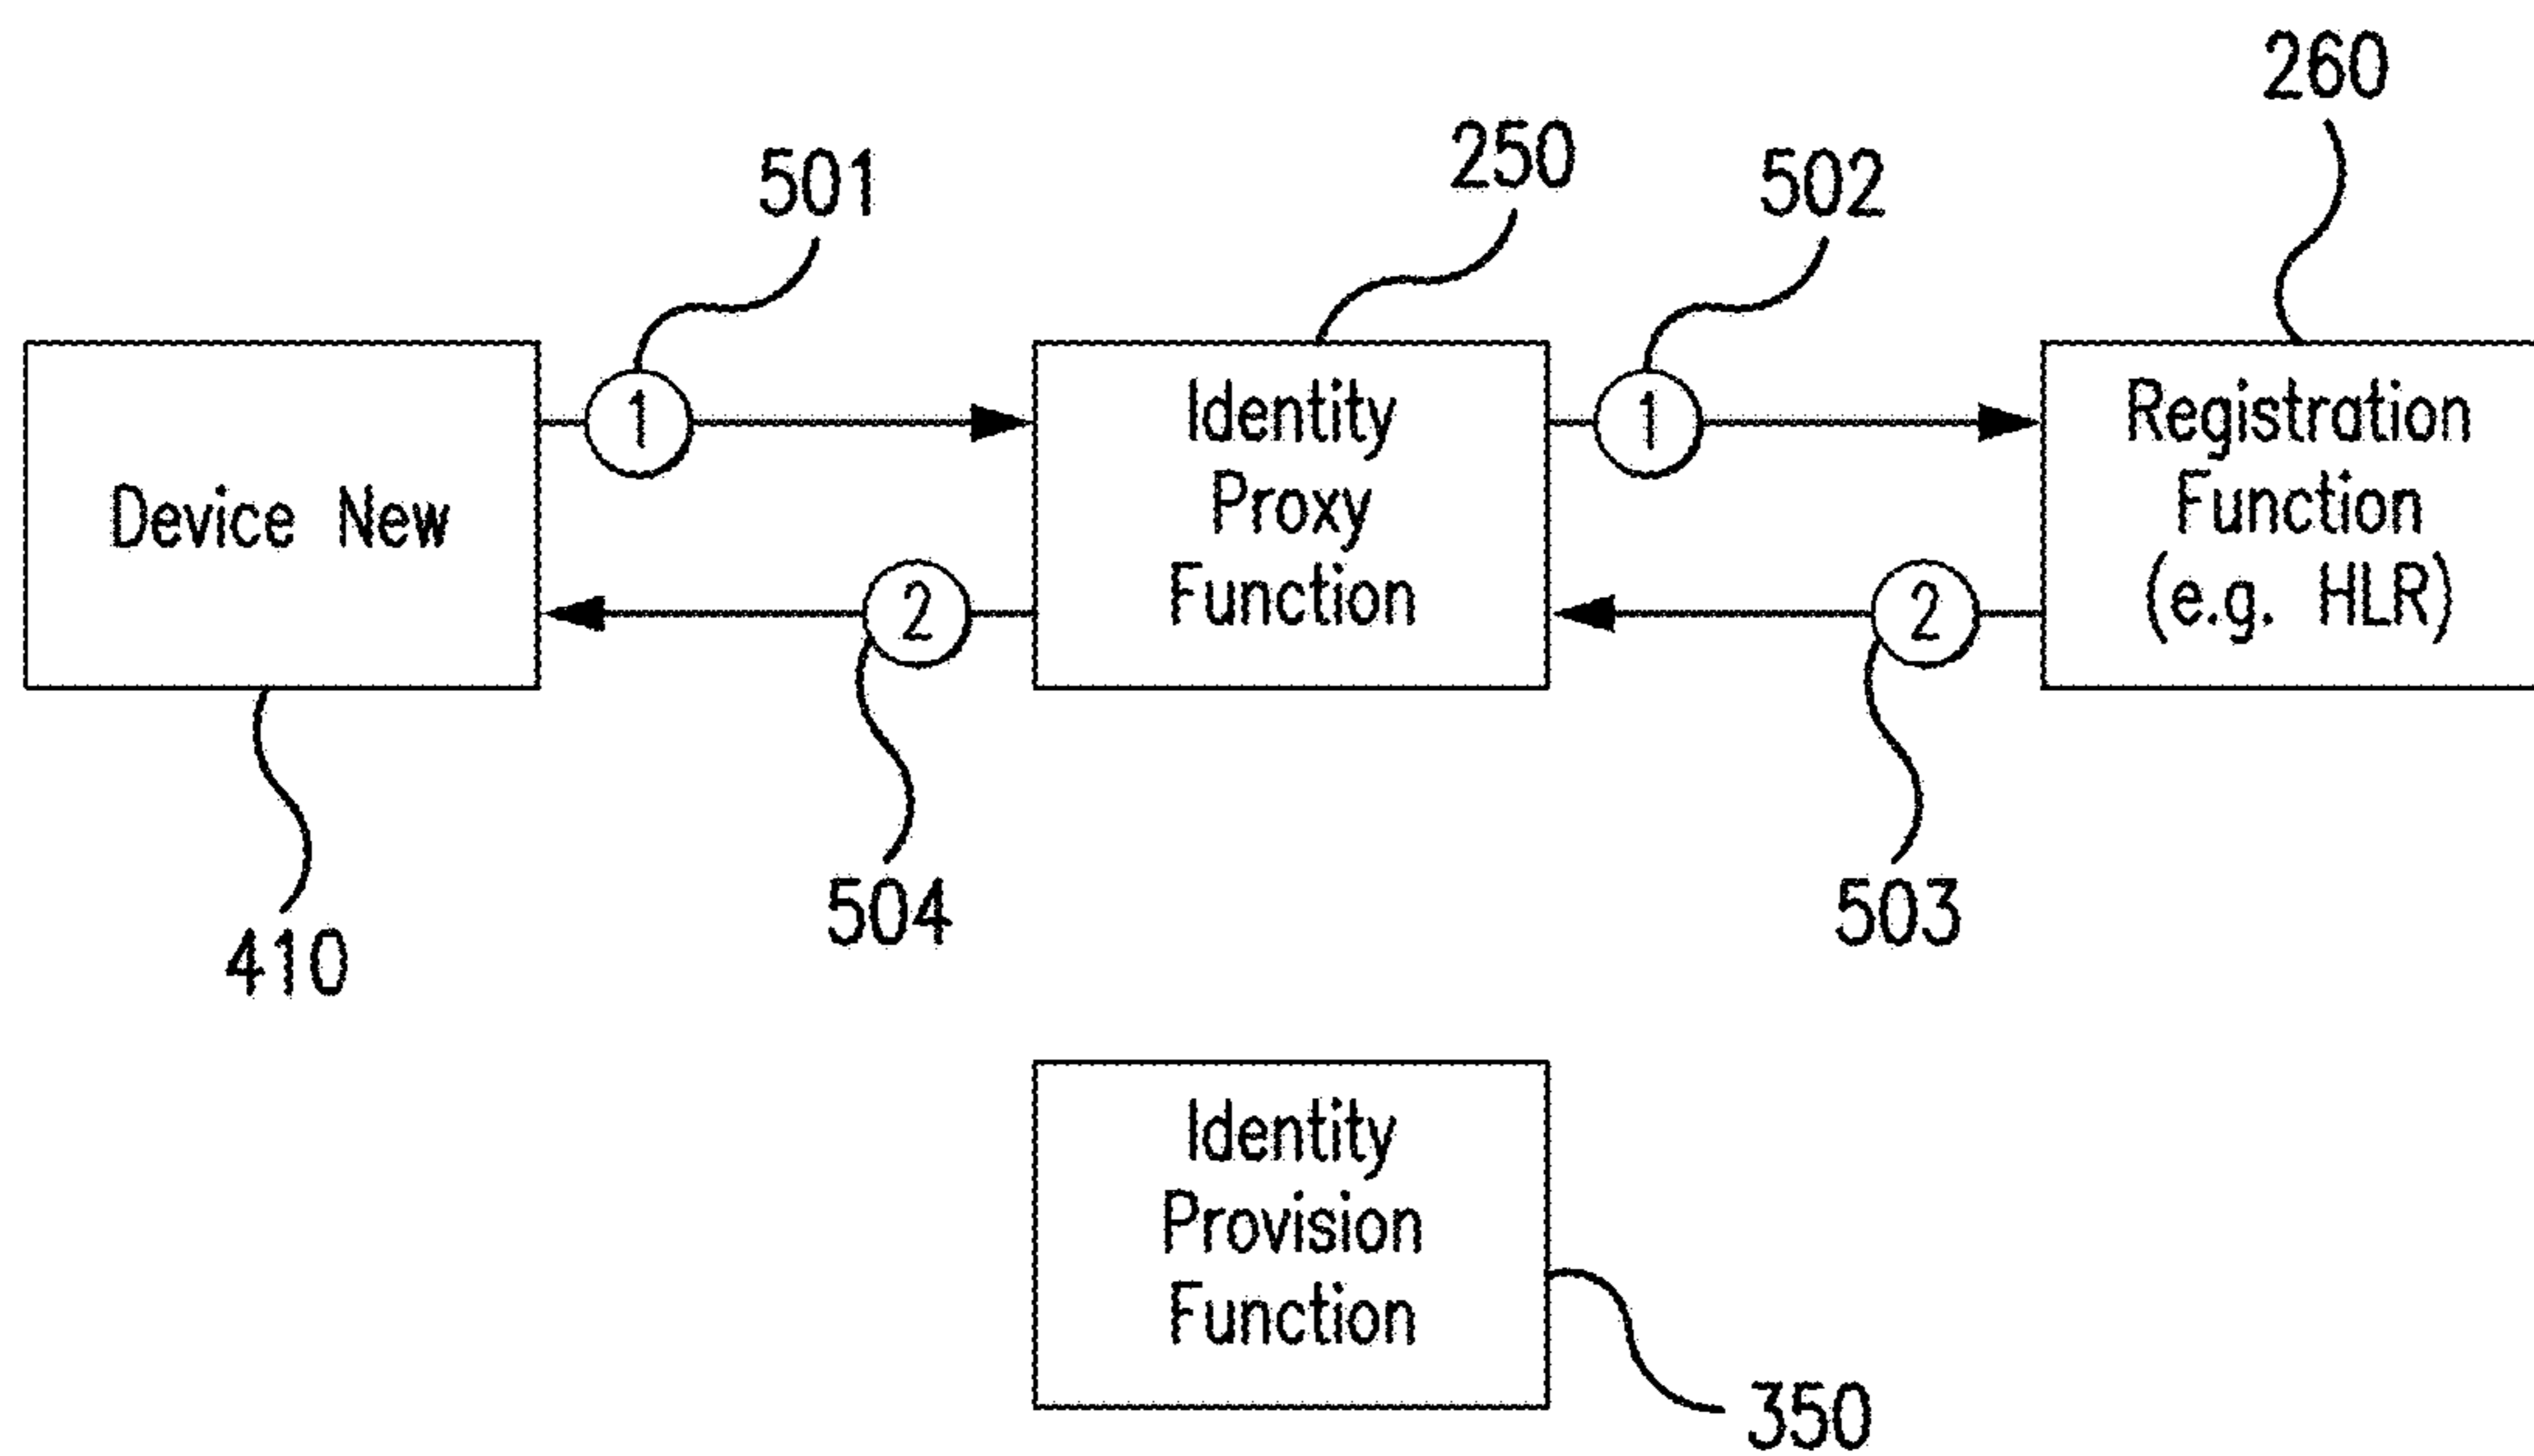 260
250
501
502
Device New
1
Identity
Proxy
Function
1
Registration
Function
(e.g. HLR)
2
2
410
504
503
Identity
Provision
Function
350